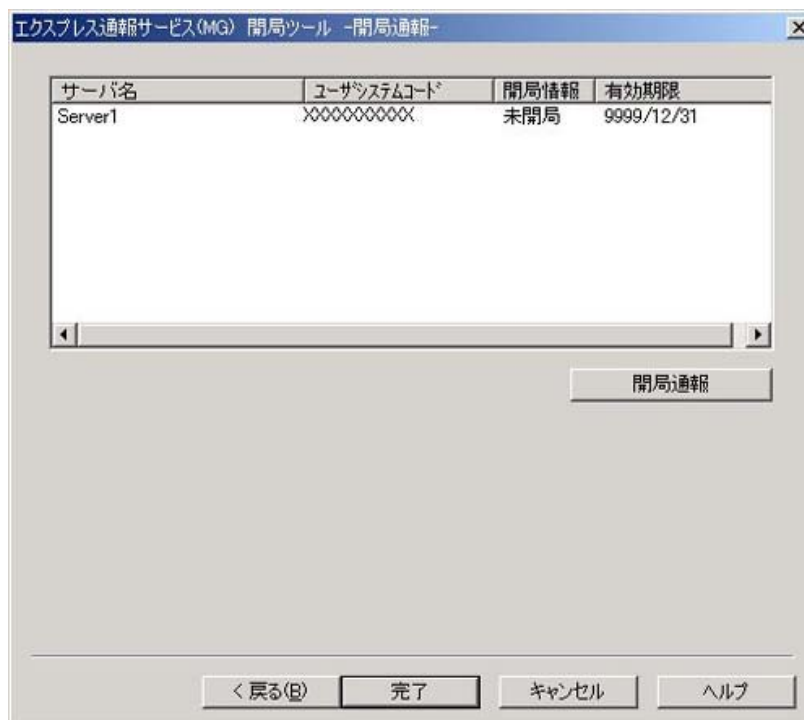 エクスプレス通報サービス(MG) 開局ツール -開局通報-
サーバ名 ユーザシステムコード 開局情報 有効期限
Server1 XXXXXXXXXX 未開局 9999/12/31
開局通報
< 戻る(B) 完了 キャンセル ヘルプ